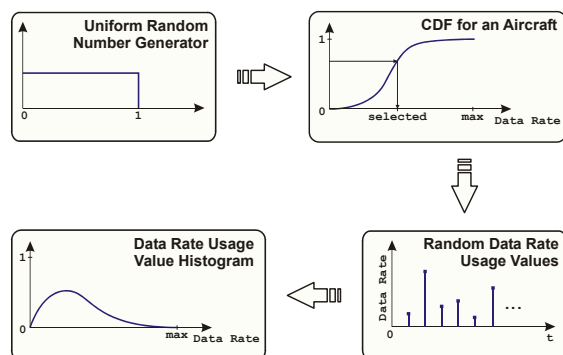 Uniform Random
Number Generator
0
1
CDF for an Aircraft
1
0
selected
max
Data Rate
Data Rate Usage
Value Histogram
1
0
max
Data Rate
Random Data Rate
Usage Values
Data Rate
...
0
t